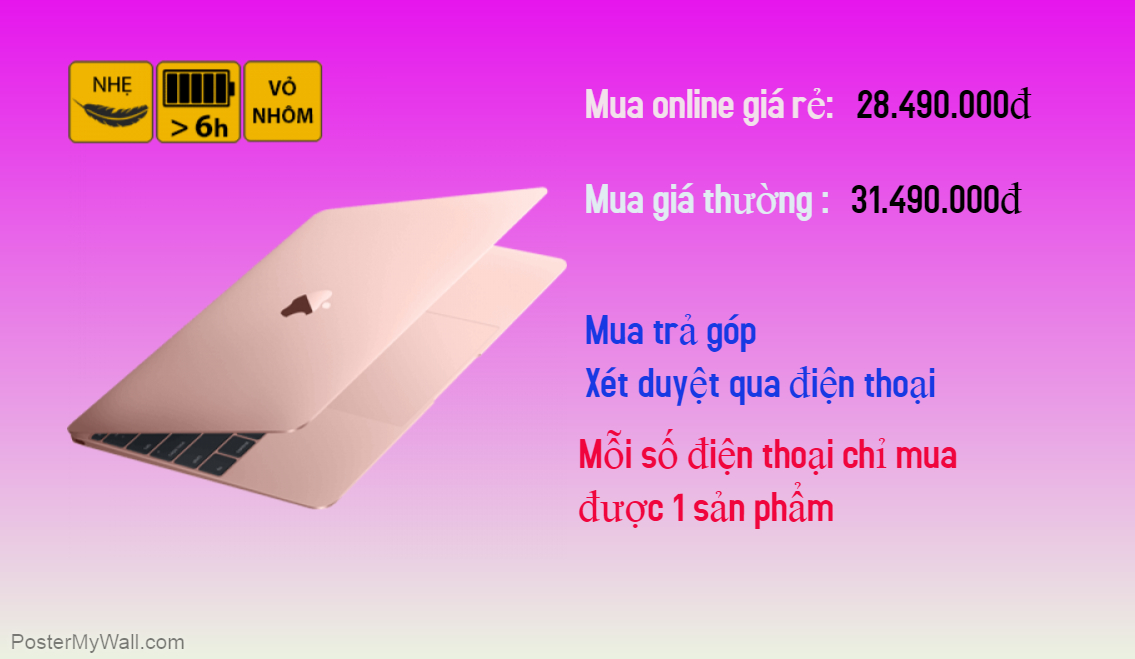 NHẸ
> 6h
VỎ
NHÔM
Mua online giá rẻ: 28.490.000đ
Mua giá thường : 31.490.000đ
Mua trả góp
Xét duyệt qua điện thoại
Mỗi số điện thoại chỉ mua
được 1 sản phẩm
PosterMyWall.com